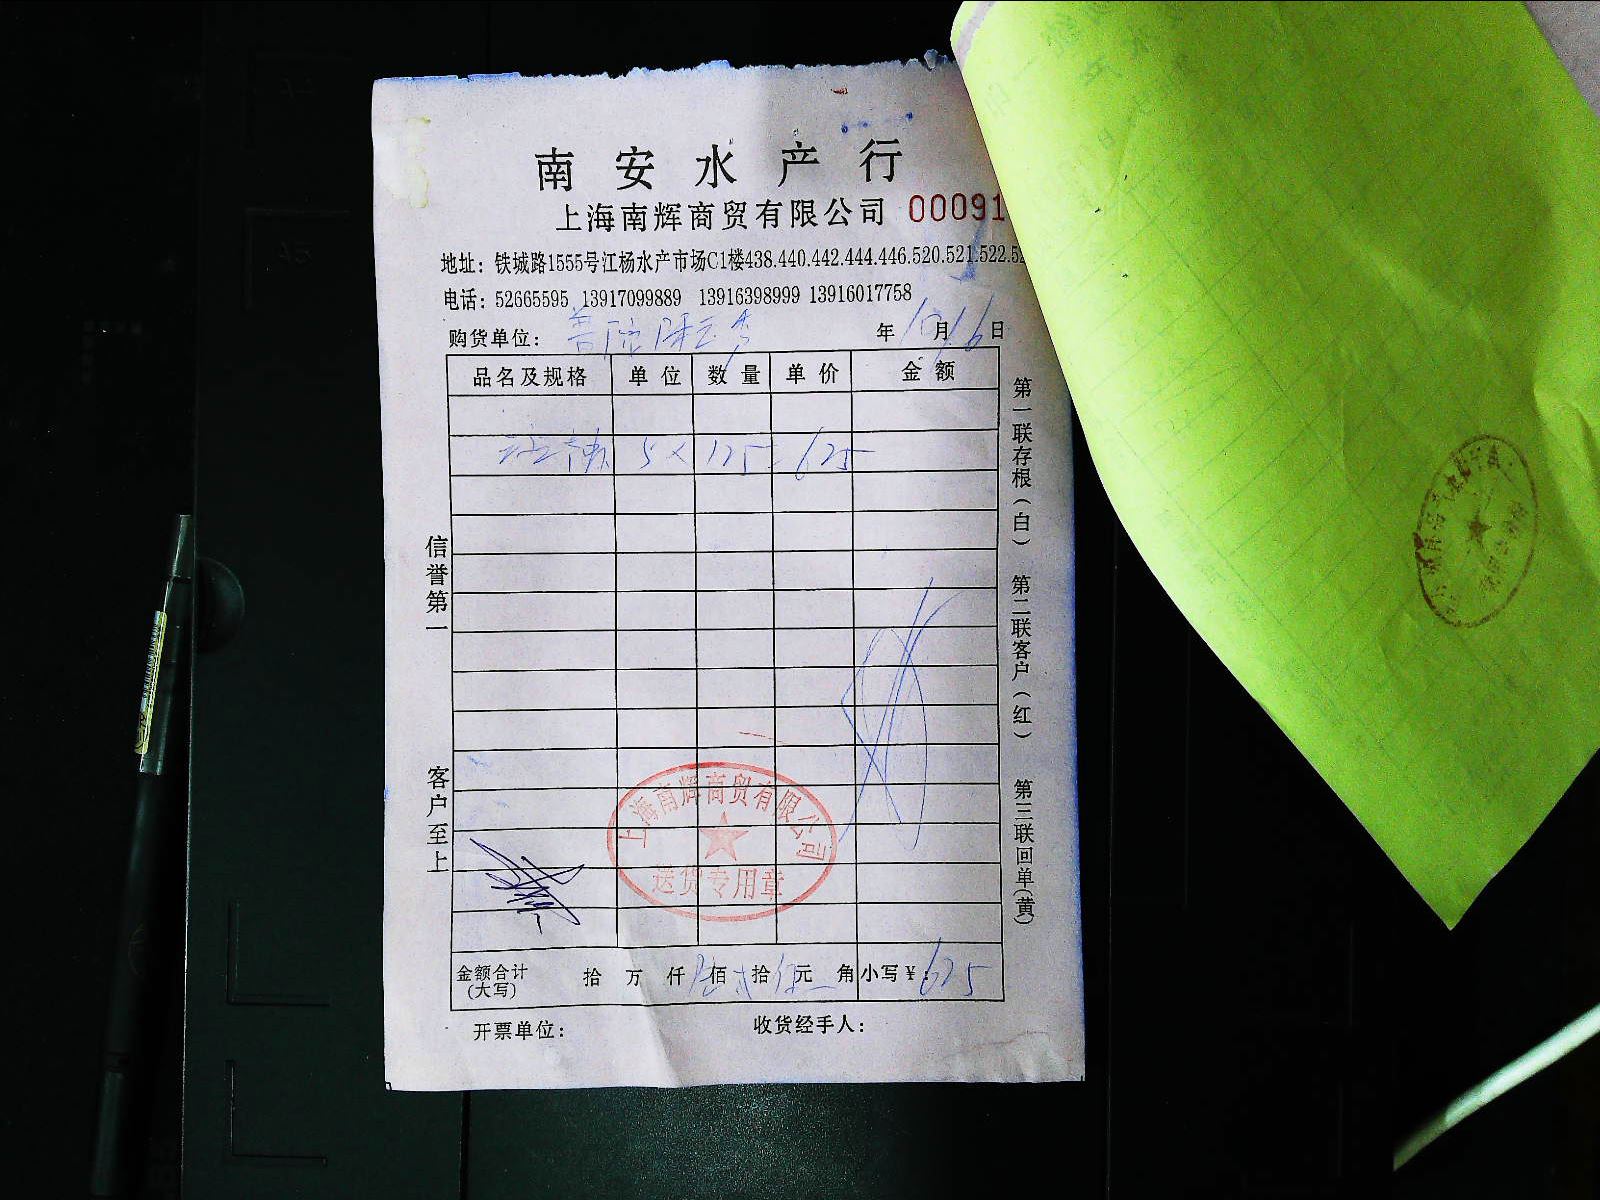 南安水产行
上海南辉商贸有限公司 00091
地址：铁城路1555号江杨水产市场C1楼438.440.442.444.446.520.521.522.52
电话：52665595 13917099889 13916398999 13916017758
购货单位： 年10月16日
品名及规格 单位 数量 单价 金额
5×125=625
信誉第一
客户至上
第一联存根（白） 第二联客户（红） 第三联回单（黄）
上海南辉商贸有限公司
送货专用章
金额合计（大写） 拾 万 仟 陆佰 贰拾 伍元 角 小写￥：625
开票单位： 收货经手人：